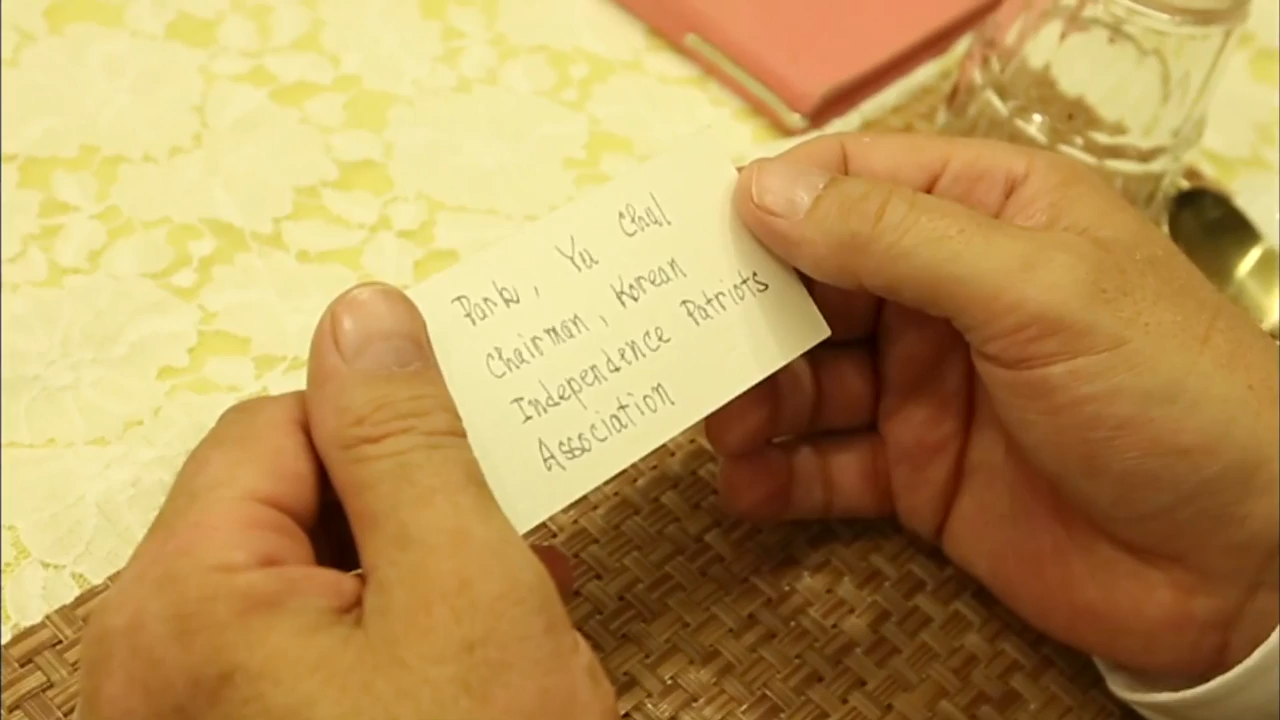 Park, Yu Chul
Chairman, Korean
Independence Patriots
Association